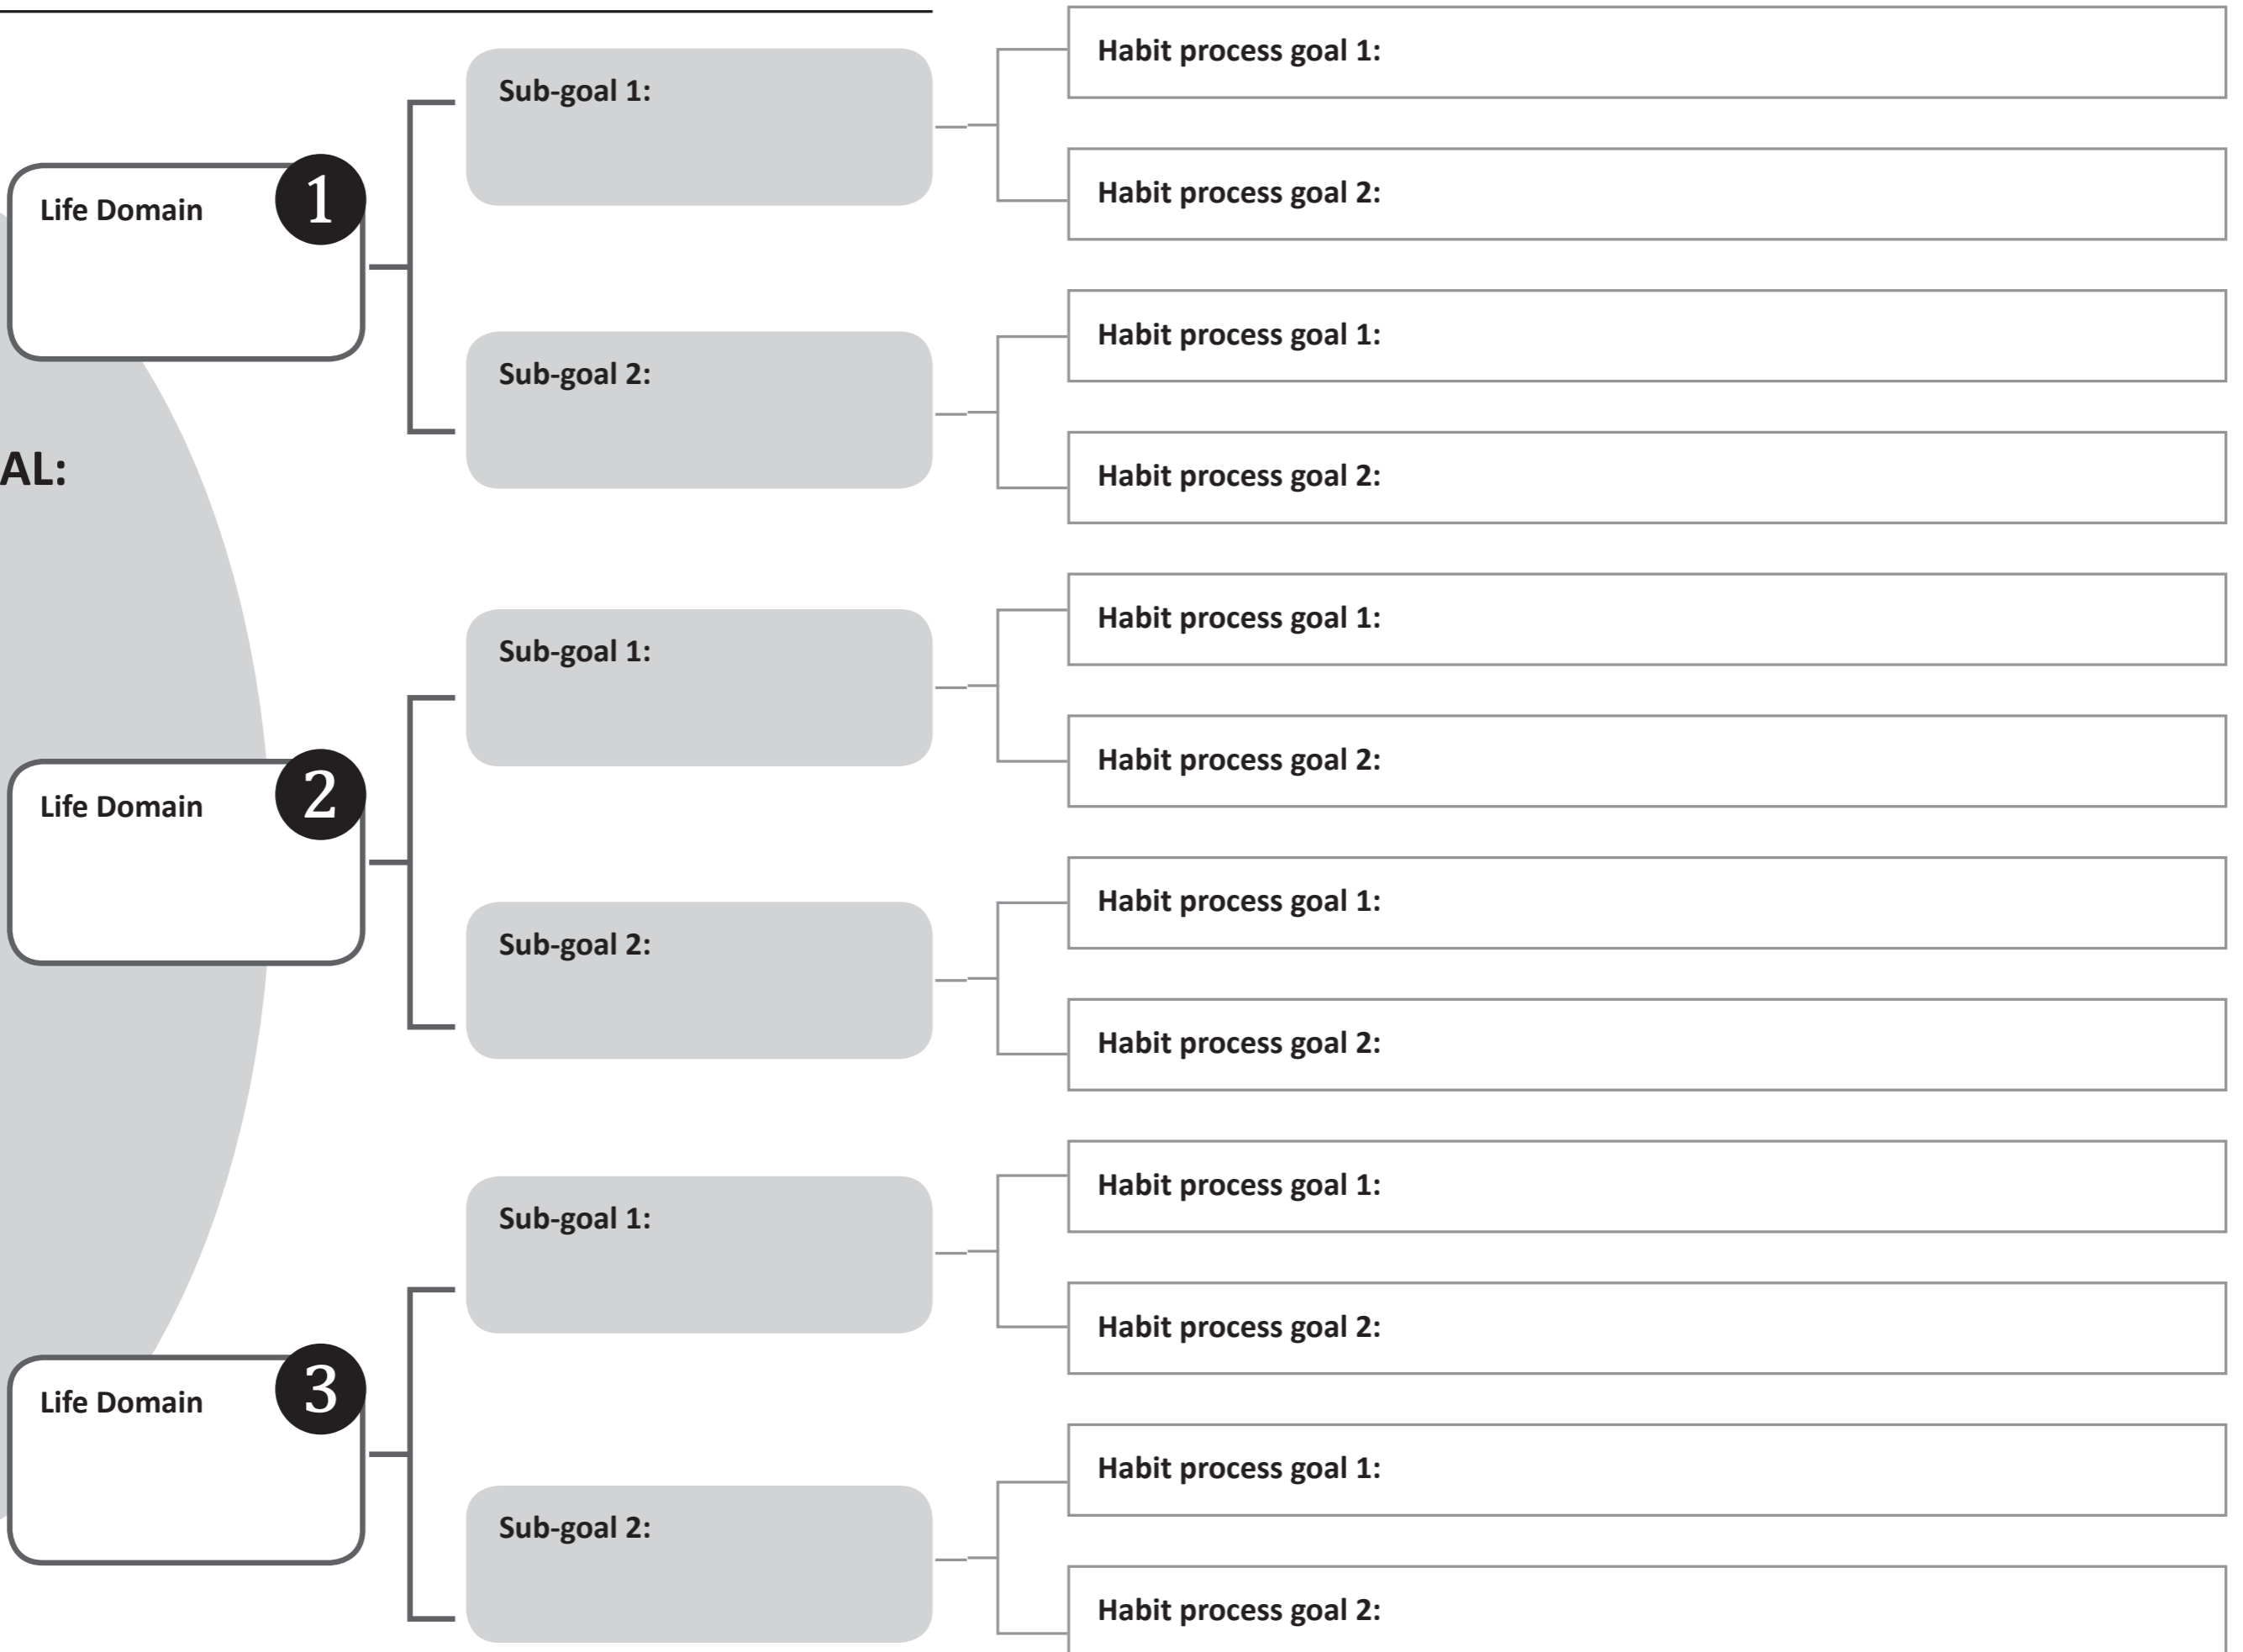 Life Domain
1
Sub-goal 1:
Habit process goal 1:
Habit process goal 2:
Sub-goal 2:
Habit process goal 1:
Habit process goal 2:
AL:
Life Domain
2
Sub-goal 1:
Habit process goal 1:
Habit process goal 2:
Sub-goal 2:
Habit process goal 1:
Habit process goal 2:
Life Domain
3
Sub-goal 1:
Habit process goal 1:
Habit process goal 2:
Sub-goal 2:
Habit process goal 1:
Habit process goal 2: